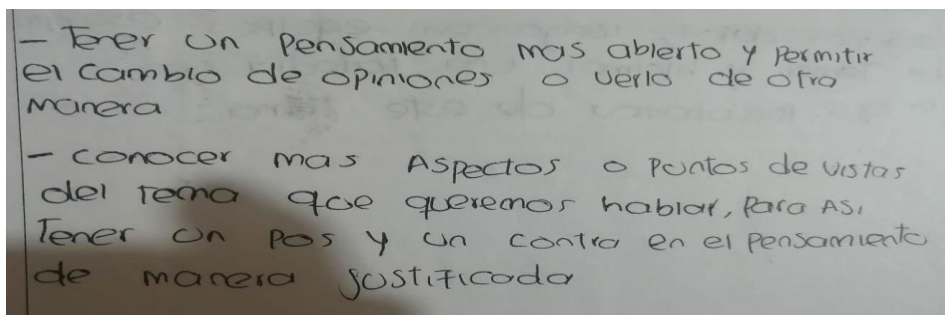 - Tener un Pensamiento mas abierto y Permitir
el cambio de opiniones o verlo de otra
manera
- conocer mas Aspectos o Puntos de vistas
del tema que queremos hablar, Para Asi
Tener un Pos y un contra en el Pensamiento
de manera justificada